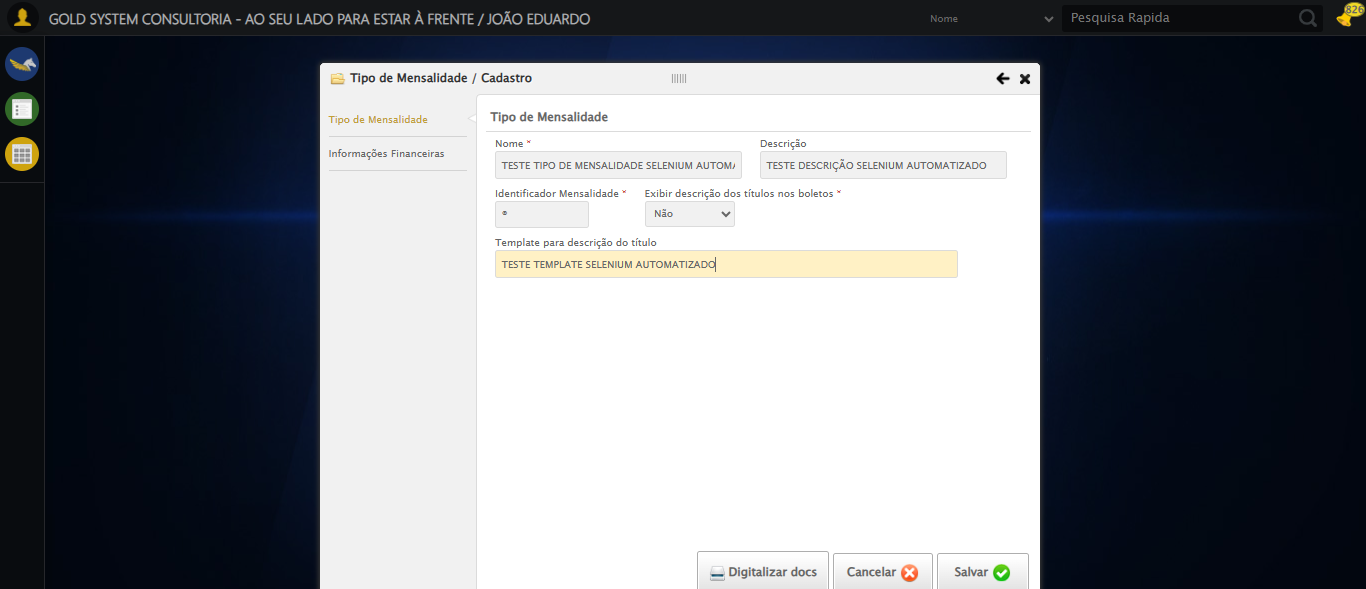 GOLD SYSTEM CONSULTORIA - AO SEU LADO PARA ESTAR À FRENTE / JOÃO EDUARDO
Nome
Pesquisa Rapida
826
Tipo de Mensalidade / Cadastro
Tipo de Mensalidade
Informações Financeiras
Tipo de Mensalidade
Nome *
Descrição
TESTE TIPO DE MENSALIDADE SELENIUM AUTOM
TESTE DESCRIÇÃO SELENIUM AUTOMATIZADO
Identificador Mensalidade *
Exibir descrição dos títulos nos boletos *
Não
Template para descrição do título
TESTE TEMPLATE SELENIUM AUTOMATIZADO
Digitalizar docs
Cancelar
Salvar